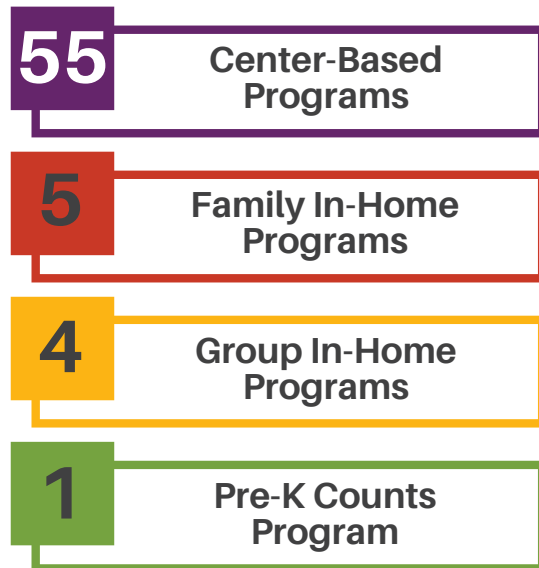 55
Center-Based
Programs
5
Family In-Home
Programs
4
Group In-Home
Programs
1
Pre-K Counts
Program